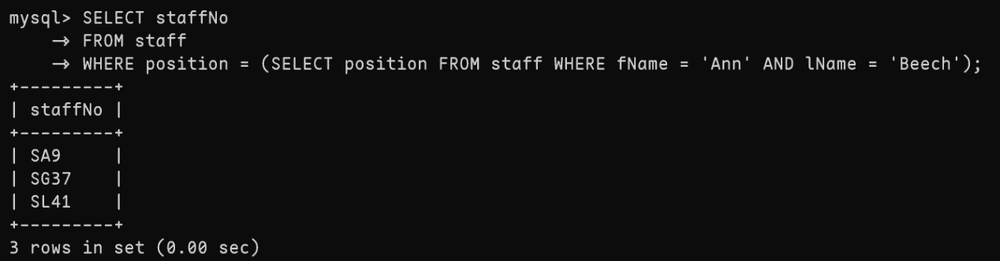 mysql> SELECT staffNo
    -> FROM staff
    -> WHERE position = (SELECT position FROM staff WHERE fName = 'Ann' AND lName = 'Beech');
+---------+
| staffNo |
+---------+
| SA9     |
| SG37    |
| SL41    |
+---------+
3 rows in set (0.00 sec)